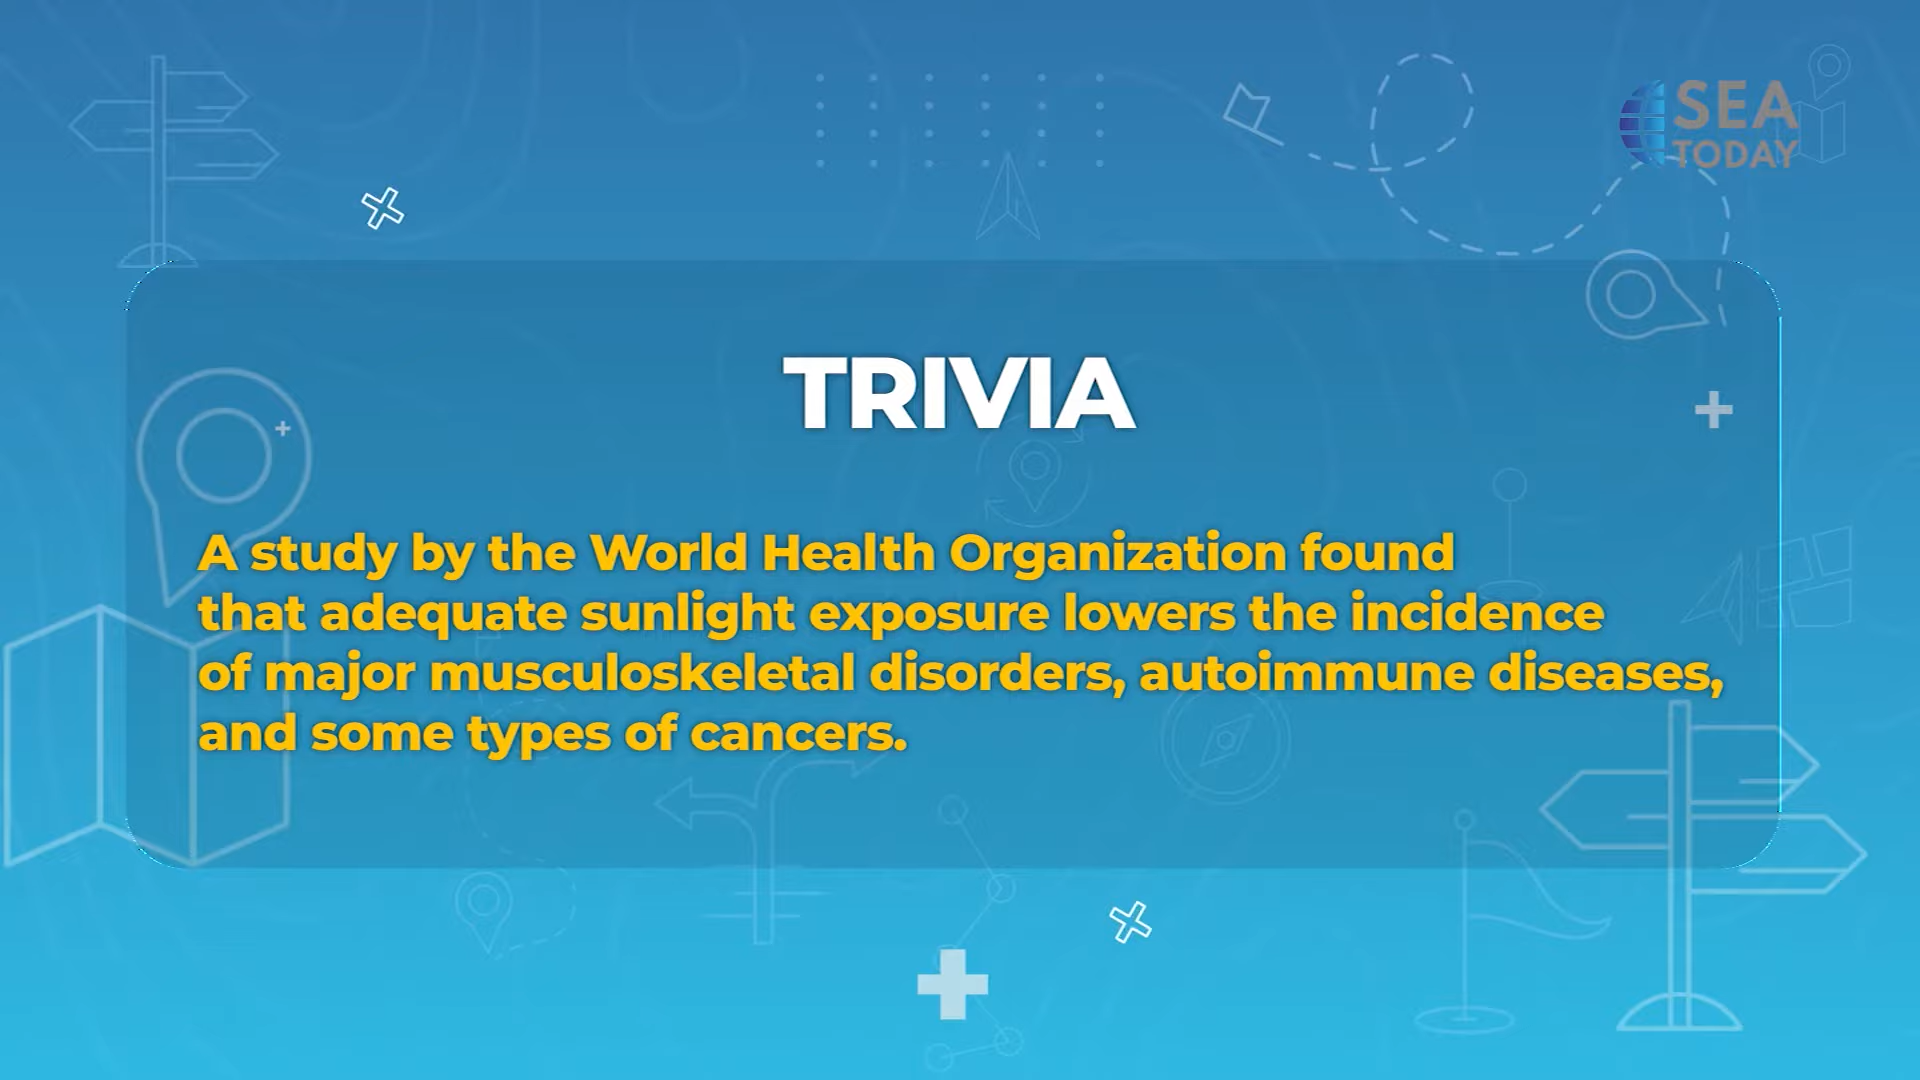 SEA
TODAY
TRIVIA
A study by the World Health Organization found
that adequate sunlight exposure lowers the incidence
of major musculoskeletal disorders, autoimmune diseases,
and some types of cancers.